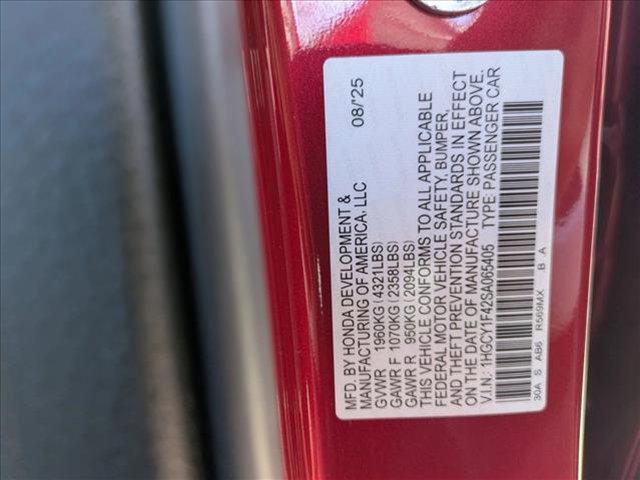 MFD. BY HONDA DEVELOPMENT & 08/'25
MANUFACTURING OF AMERICA, LLC
GVWR 1960KG(4321LBS)
GAWR F 1070KG(2358LBS)
GAWR R 950KG(2094LBS)
THIS VEHICLE CONFORMS TO ALL APPLICABLE
FEDERAL MOTOR VEHICLE SAFETY, BUMPER,
AND THEFT PREVENTION STANDARDS IN EFFECT
ON THE DATE OF MANUFACTURE SHOWN ABOVE.
V.I.N.: 1HGCY1F42SA065405 TYPE: PASSENGER CAR
30A S AB6 R569MX B A